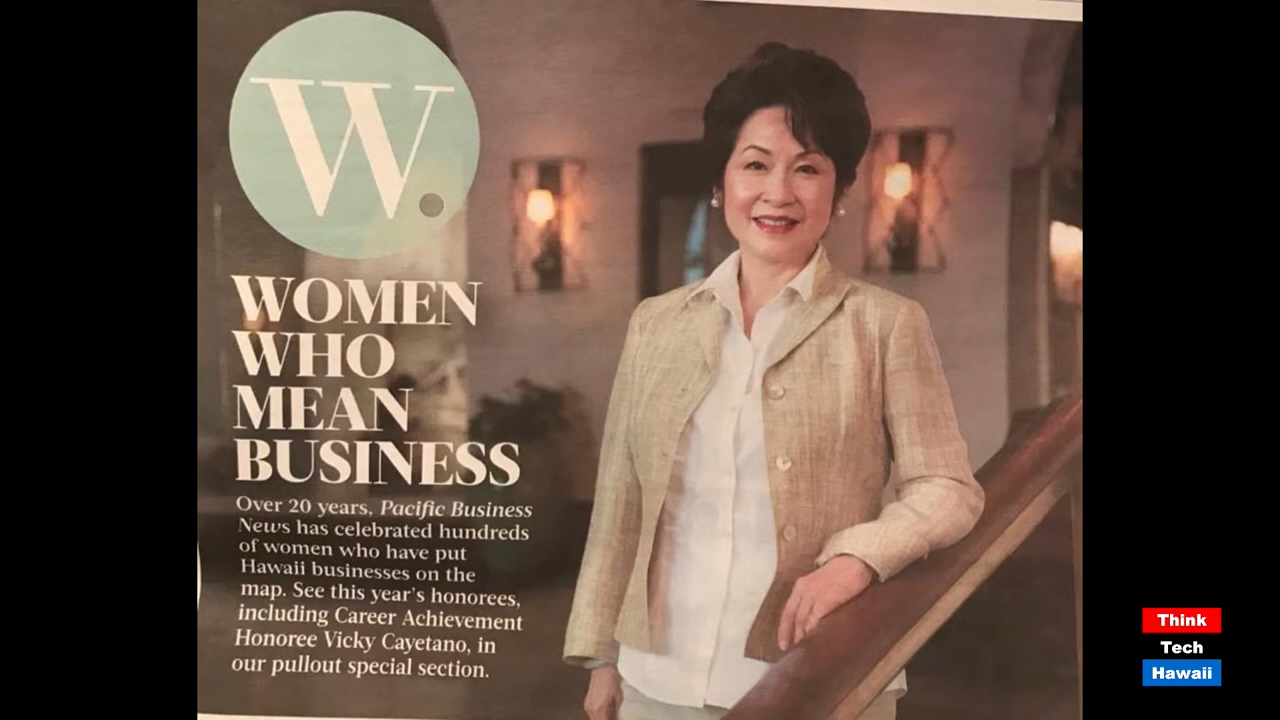 W.
WOMEN
WHO
MEAN
BUSINESS
Over 20 years, Pacific Business
News has celebrated hundreds
of women who have put
Hawaii businesses on the
map. See this year's honorees,
including Career Achievement
Honoree Vicky Cayetano, in
our pullout special section.
Think
Tech
Hawaii